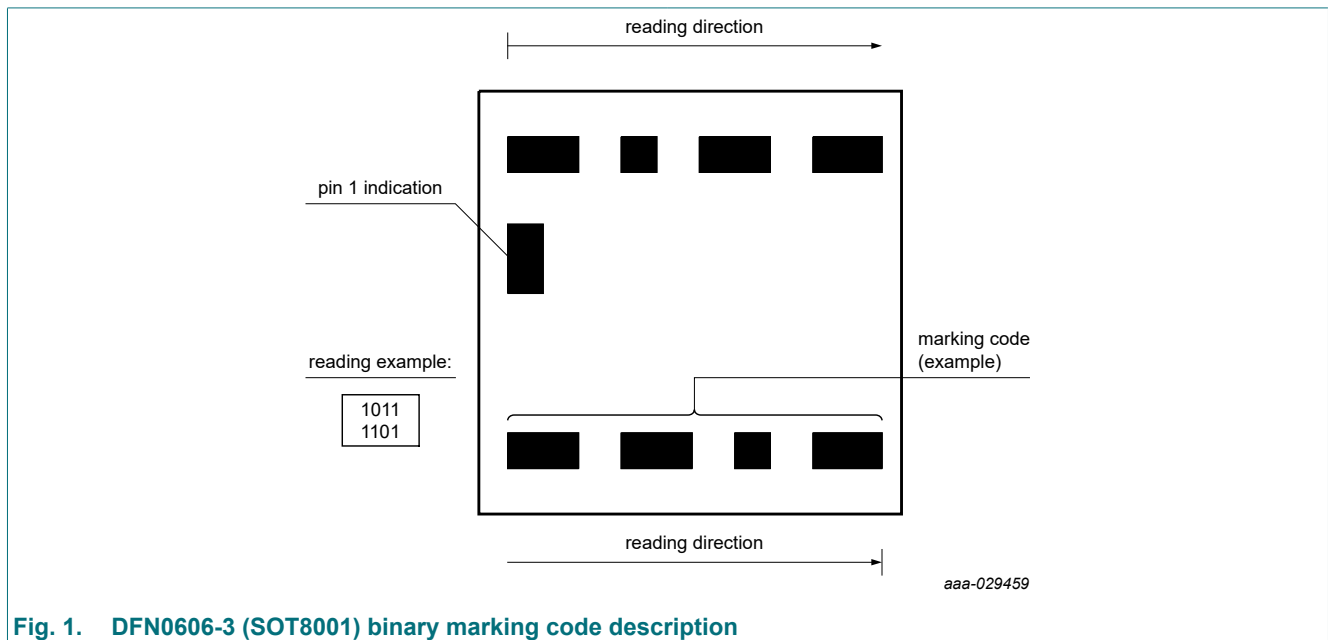 reading direction
pin 1 indication
marking code
(example)
reading example:
1011
1101
reading direction
aaa-029459
Fig. 1. DFN0606-3 (SOT8001) binary marking code description